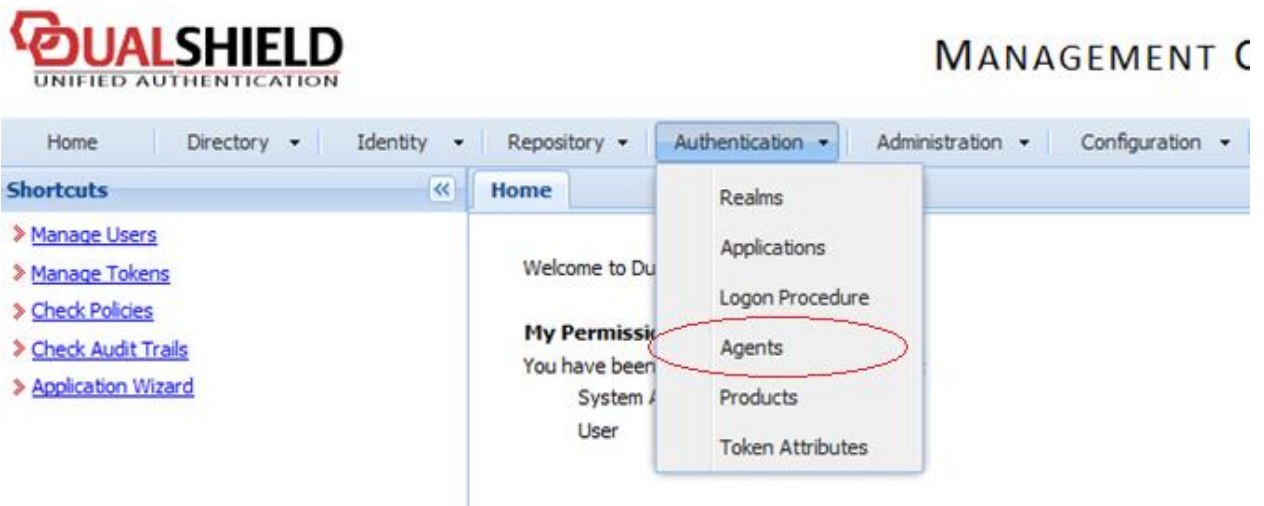 DUALSHIELD
UNIFIED AUTHENTICATION
MANAGEMENT C
Home Directory Identity Repository Authentication Administration Configuration
Shortcuts
Home
Manage Users
Manage Tokens
Check Policies
Check Audit Trails
Application Wizard
Welcome to Du
My Permissi
You have been
System A
User
Realms
Applications
Logon Procedure
Agents
Products
Token Attributes